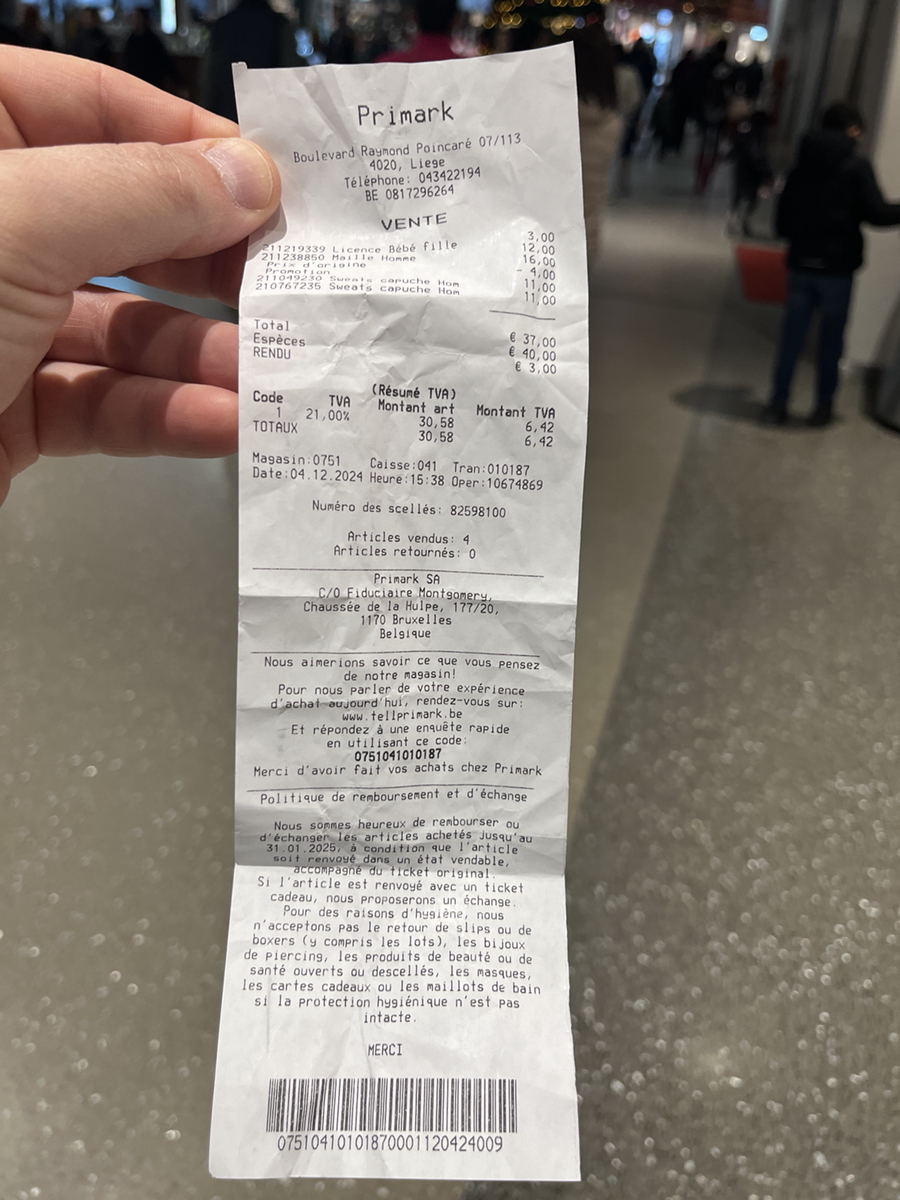 Primark
Boulevard Raymond Poincaré 07/113
4020, Liege
Téléphone: 043422194
BE 0817296264
VENTE
211219339 Licence Bébé fille 3,00
211238850 Maille Homme 12,00
Prix d'origine 16,00
Promotion - 4,00
211049230 Sweats capuche Hom 11,00
210767235 Sweats capuche Hom 11,00
Total € 37,00
Espèces € 40,00
RENDU € 3,00
(Résumé TVA)
Code TVA Montant art Montant TVA
1 21,00% 30,58 6,42
TOTAUX 30,58 6,42
Magasin:0751 Caisse:041 Tran:010187
Date:04.12.2024 Heure:15:38 Oper:10674869
Numéro des scellés: 82598100
Articles vendus: 4
Articles retournés: 0
Primark SA
C/O Fiduciaire Montgomery,
Chaussée de la Hulpe, 177/20,
1170 Bruxelles
Belgique
Nous aimerions savoir ce que vous pensez
de notre magasin!
Pour nous parler de votre expérience
d'achat aujourd'hui, rendez-vous sur:
www.tellprimark.be
Et répondez à une enquête rapide
en utilisant ce code:
0751041010187
Merci d'avoir fait vos achats chez Primark
Politique de remboursement et d'échange
Nous sommes heureux de rembourser ou
d'échanger les articles achetés jusqu'au
31.01.2025, à condition que l'article
soit renvoyé dans un état vendable,
accompagné du ticket original.
Si l'article est renvoyé avec un ticket
cadeau, nous proposerons un échange.
Pour des raisons d'hygiène, nous
n'acceptons pas le retour de slips ou de
boxers (y compris les lots), les bijoux
de piercing, les produits de beauté ou de
santé ouverts ou descellés, les masques,
les cartes cadeaux ou les maillots de bain
si la protection hygiénique n'est pas
intacte.
MERCI
07510410101870001120424009